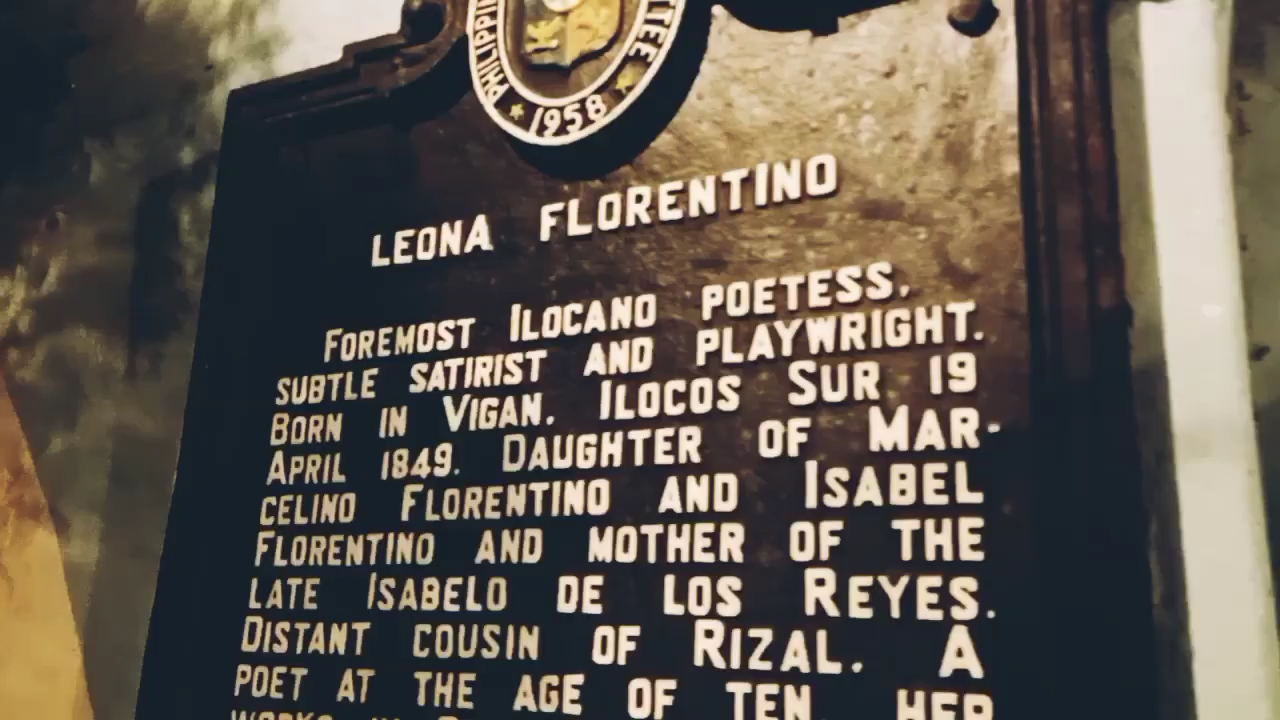 PHILIPPI
TTEE
1958
LEONA FLORENTINO
FOREMOST ILOCANO POETESS,
SUBTLE SATIRIST AND PLAYWRIGHT.
BORN IN VIGAN, ILOCOS SUR 19
APRIL 1849. DAUGHTER OF MAR-
CELINO FLORENTINO AND ISABEL
FLORENTINO AND MOTHER OF THE
LATE ISABELO DE LOS REYES.
DISTANT COUSIN OF RIZAL. A
POET AT THE AGE OF TEN, HER